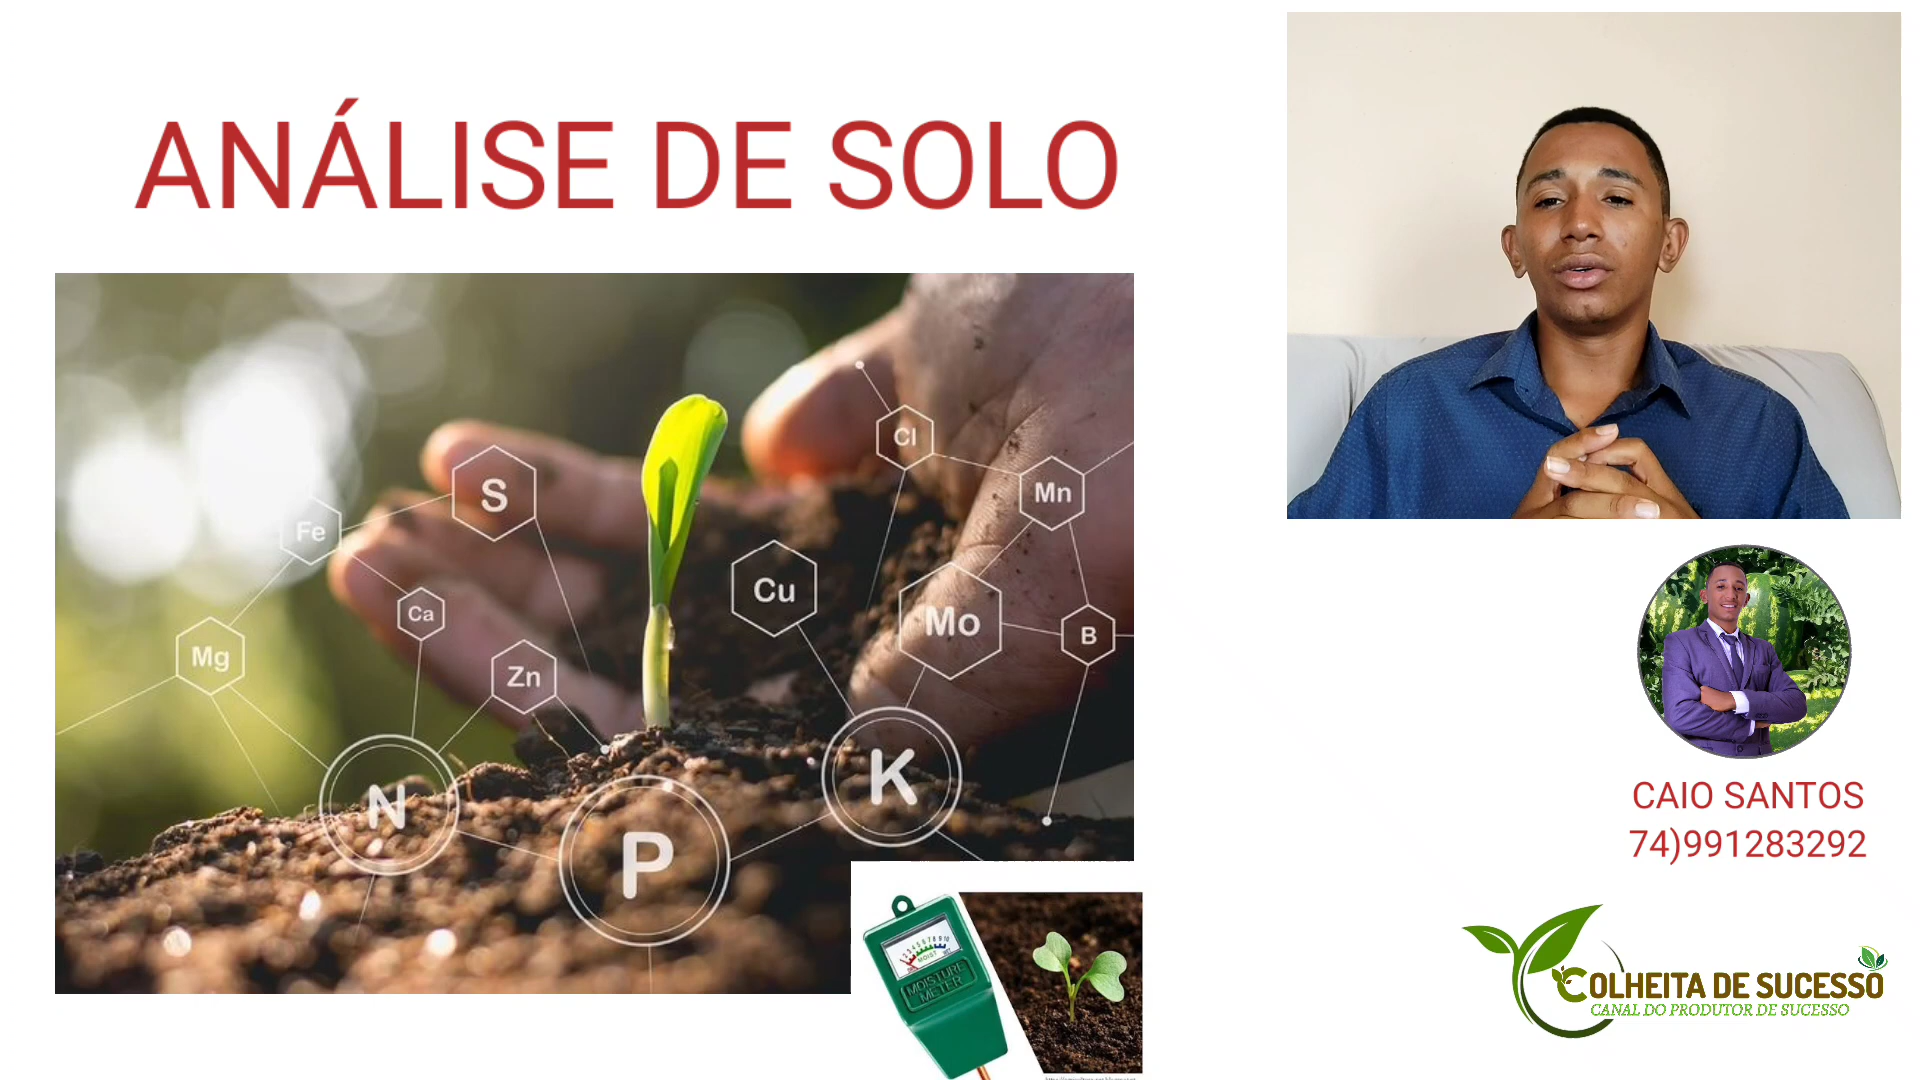 ANÁLISE DE SOLO
Cl
Mn
S
Fe
Cu
Ca
Mo
B
Mg
Zn
N
K
P
MOIST
MOISTURE
METER
CAIO SANTOS
74)991283292
COLHEITA DE SUCESSO
CANAL DO PRODUTOR DE SUCESSO